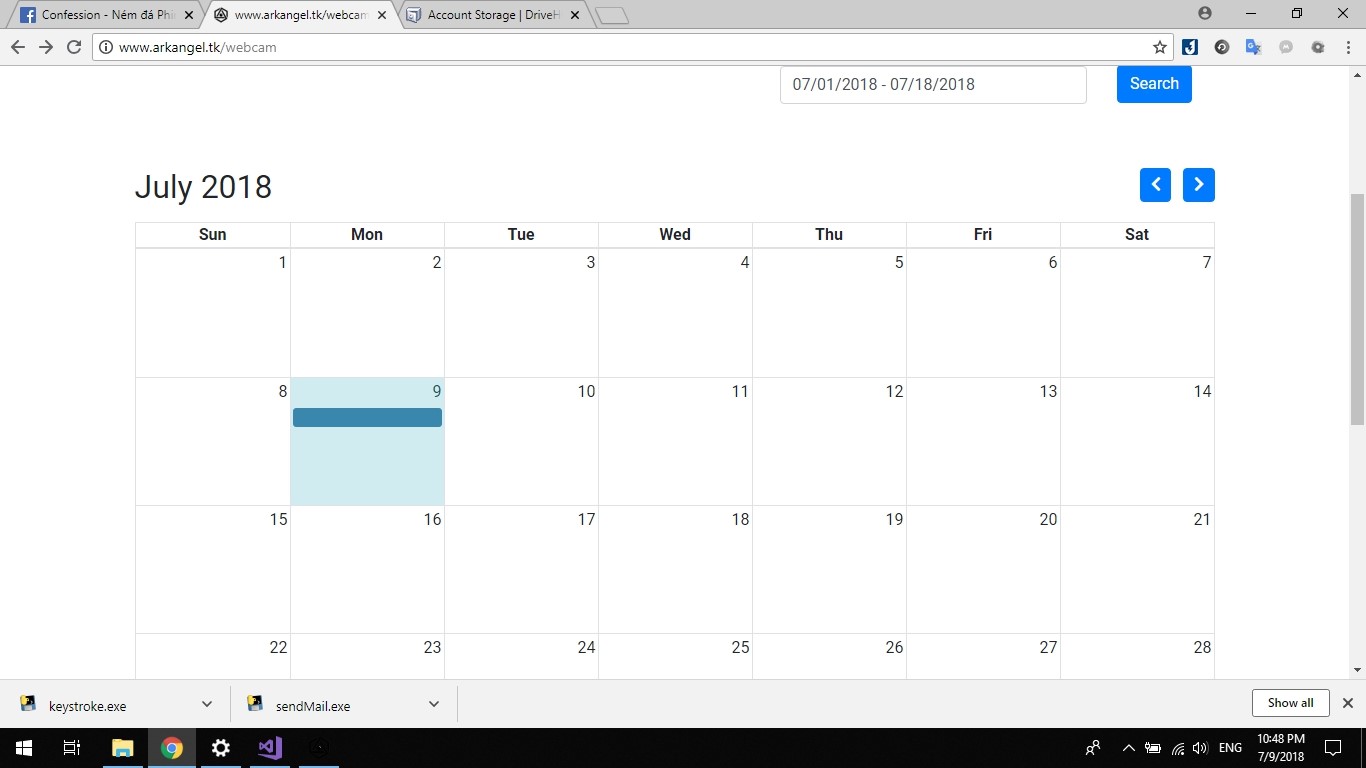 Confession - Ném đá Phi
www.arkangel.tk/webcam
Account Storage | DriveH
www.arkangel.tk/webcam
07/01/2018 - 07/18/2018
Search
July 2018
Sun Mon Tue Wed Thu Fri Sat
1 2 3 4 5 6 7
8 9 10 11 12 13 14
15 16 17 18 19 20 21
22 23 24 25 26 27 28
keystroke.exe
sendMail.exe
Show all
ENG
10:48 PM
7/9/2018